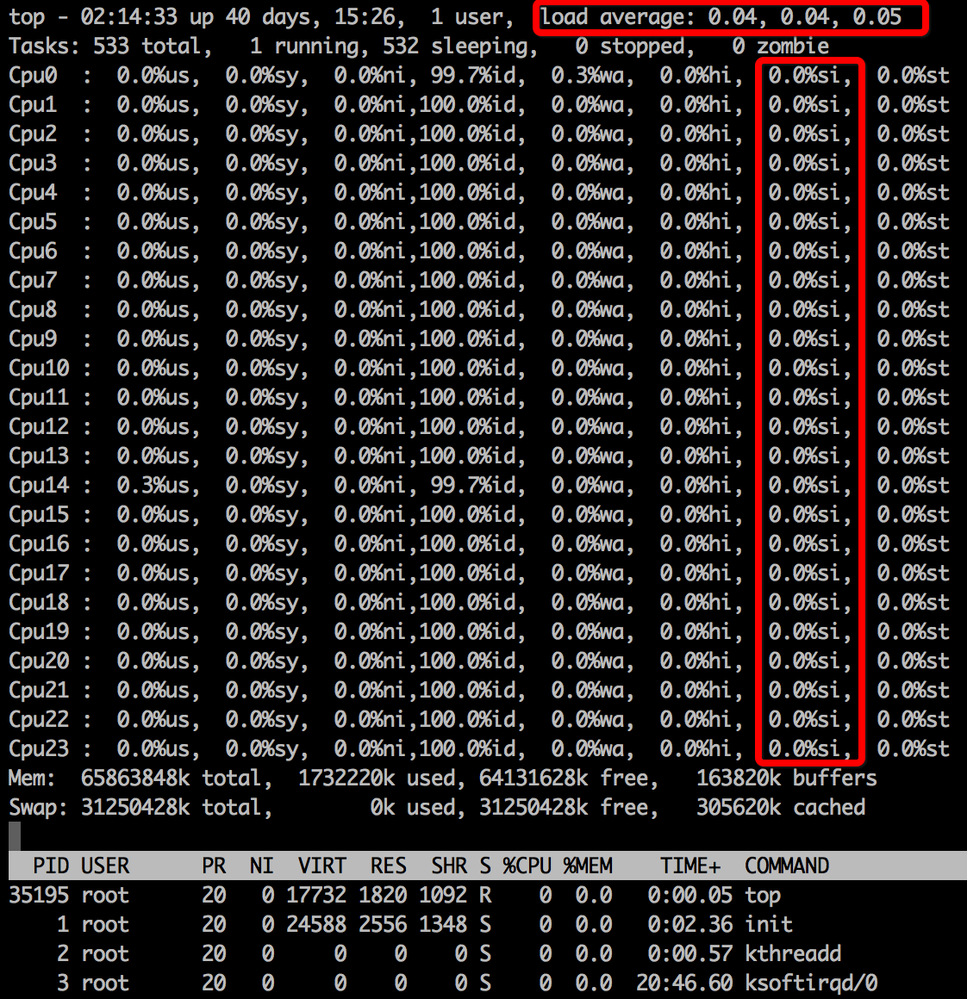 top - 02:14:33 up 40 days, 15:26,  1 user,  load average: 0.04, 0.04, 0.05
Tasks: 533 total,   1 running, 532 sleeping,   0 stopped,   0 zombie
Cpu0  :  0.0%us,  0.0%sy,  0.0%ni, 99.7%id,  0.3%wa,  0.0%hi,  0.0%si,  0.0%st
Cpu1  :  0.0%us,  0.0%sy,  0.0%ni,100.0%id,  0.0%wa,  0.0%hi,  0.0%si,  0.0%st
Cpu2  :  0.0%us,  0.0%sy,  0.0%ni,100.0%id,  0.0%wa,  0.0%hi,  0.0%si,  0.0%st
Cpu3  :  0.0%us,  0.0%sy,  0.0%ni,100.0%id,  0.0%wa,  0.0%hi,  0.0%si,  0.0%st
Cpu4  :  0.0%us,  0.0%sy,  0.0%ni,100.0%id,  0.0%wa,  0.0%hi,  0.0%si,  0.0%st
Cpu5  :  0.0%us,  0.0%sy,  0.0%ni,100.0%id,  0.0%wa,  0.0%hi,  0.0%si,  0.0%st
Cpu6  :  0.0%us,  0.0%sy,  0.0%ni,100.0%id,  0.0%wa,  0.0%hi,  0.0%si,  0.0%st
Cpu7  :  0.0%us,  0.0%sy,  0.0%ni,100.0%id,  0.0%wa,  0.0%hi,  0.0%si,  0.0%st
Cpu8  :  0.0%us,  0.0%sy,  0.0%ni,100.0%id,  0.0%wa,  0.0%hi,  0.0%si,  0.0%st
Cpu9  :  0.0%us,  0.0%sy,  0.0%ni,100.0%id,  0.0%wa,  0.0%hi,  0.0%si,  0.0%st
Cpu10 :  0.0%us,  0.0%sy,  0.0%ni,100.0%id,  0.0%wa,  0.0%hi,  0.0%si,  0.0%st
Cpu11 :  0.0%us,  0.0%sy,  0.0%ni,100.0%id,  0.0%wa,  0.0%hi,  0.0%si,  0.0%st
Cpu12 :  0.0%us,  0.0%sy,  0.0%ni,100.0%id,  0.0%wa,  0.0%hi,  0.0%si,  0.0%st
Cpu13 :  0.0%us,  0.0%sy,  0.0%ni,100.0%id,  0.0%wa,  0.0%hi,  0.0%si,  0.0%st
Cpu14 :  0.3%us,  0.0%sy,  0.0%ni, 99.7%id,  0.0%wa,  0.0%hi,  0.0%si,  0.0%st
Cpu15 :  0.0%us,  0.0%sy,  0.0%ni,100.0%id,  0.0%wa,  0.0%hi,  0.0%si,  0.0%st
Cpu16 :  0.0%us,  0.0%sy,  0.0%ni,100.0%id,  0.0%wa,  0.0%hi,  0.0%si,  0.0%st
Cpu17 :  0.0%us,  0.0%sy,  0.0%ni,100.0%id,  0.0%wa,  0.0%hi,  0.0%si,  0.0%st
Cpu18 :  0.0%us,  0.0%sy,  0.0%ni,100.0%id,  0.0%wa,  0.0%hi,  0.0%si,  0.0%st
Cpu19 :  0.0%us,  0.0%sy,  0.0%ni,100.0%id,  0.0%wa,  0.0%hi,  0.0%si,  0.0%st
Cpu20 :  0.0%us,  0.0%sy,  0.0%ni,100.0%id,  0.0%wa,  0.0%hi,  0.0%si,  0.0%st
Cpu21 :  0.0%us,  0.0%sy,  0.0%ni,100.0%id,  0.0%wa,  0.0%hi,  0.0%si,  0.0%st
Cpu22 :  0.0%us,  0.0%sy,  0.0%ni,100.0%id,  0.0%wa,  0.0%hi,  0.0%si,  0.0%st
Cpu23 :  0.0%us,  0.0%sy,  0.0%ni,100.0%id,  0.0%wa,  0.0%hi,  0.0%si,  0.0%st
Mem:  65863848k total,  1732220k used, 64131628k free,   163820k buffers
Swap: 31250428k total,        0k used, 31250428k free,   305620k cached
  PID USER      PR  NI  VIRT  RES  SHR S %CPU %MEM    TIME+  COMMAND
35195 root      20   0 17732 1820 1092 R    0  0.0   0:00.05 top
    1 root      20   0 24588 2556 1348 S    0  0.0   0:02.36 init
    2 root      20   0     0    0    0 S    0  0.0   0:00.57 kthreadd
    3 root      20   0     0    0    0 S    0  0.0  20:46.60 ksoftirqd/0